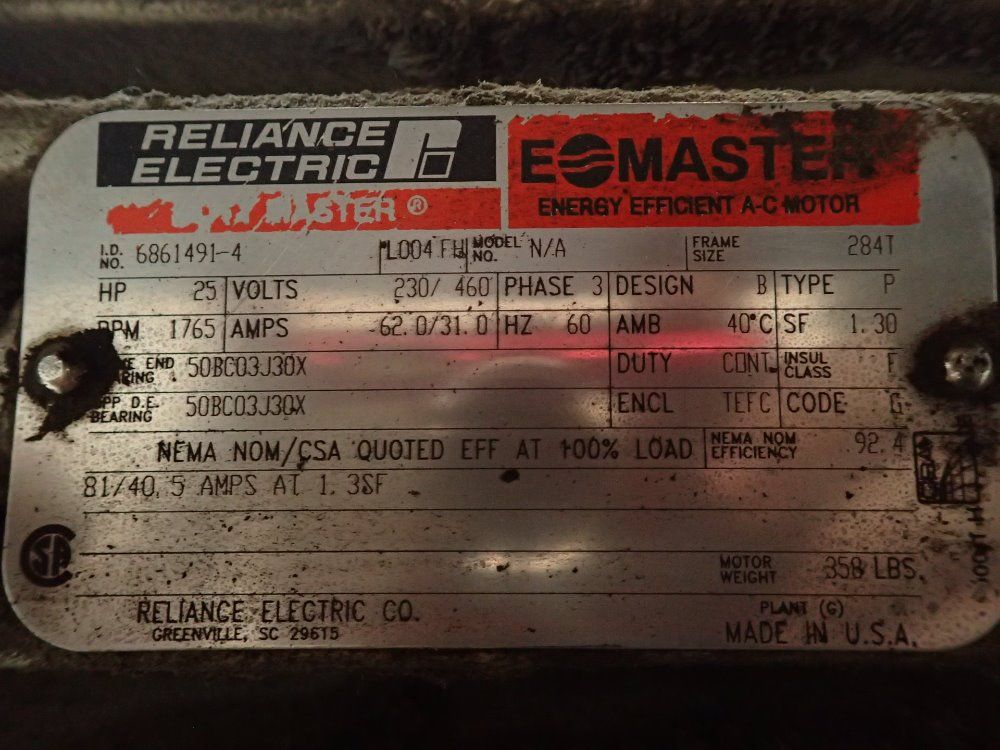 RELIANCE
ELECTRIC
MASTER ®
E MASTER
ENERGY EFFICIENT A-C MOTOR
I.D. NO. 6861491-4 MODEL NO. N/A FRAME SIZE 284T
HP 25 VOLTS 230/ 460 PHASE 3 DESIGN B TYPE P
RPM 1765 AMPS 62.0/31.0 HZ 60 AMB 40°C SF 1.30
END BEARING 50BC03J30X DUTY CONT. INSUL CLASS F
OPP D.E. BEARING 50BC03J30X ENCL TEFC CODE G
NEMA NOM/CSA QUOTED EFF AT 100% LOAD NEMA NOM EFFICIENCY 92.4
81/40.5 AMPS AT 1.3SF
MOTOR WEIGHT 358 LBS.
RELIANCE ELECTRIC CO.
GREENVILLE, SC 29615
PLANT (G)
MADE IN U.S.A.